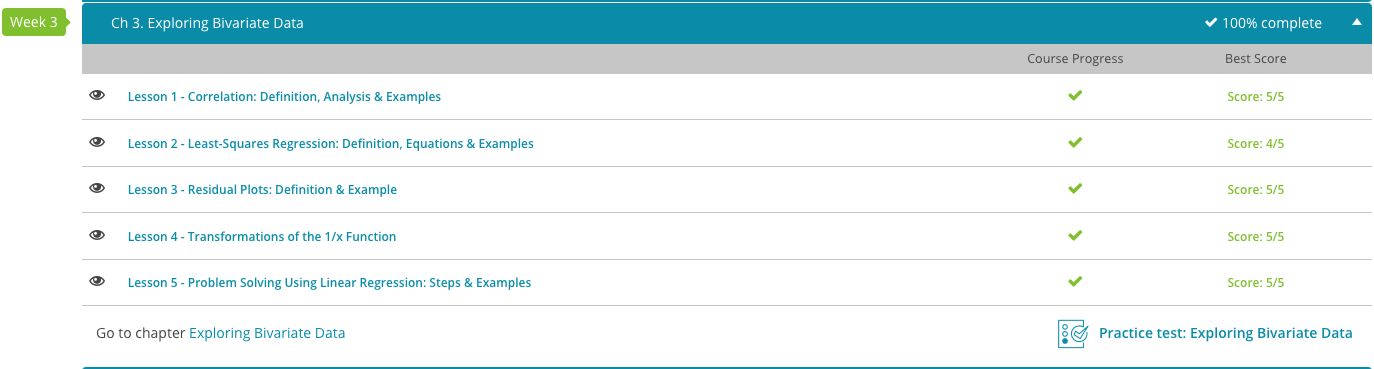 Week 3
Ch 3. Exploring Bivariate Data 100% complete
Course Progress Best Score
Lesson 1 - Correlation: Definition, Analysis & Examples Score: 5/5
Lesson 2 - Least-Squares Regression: Definition, Equations & Examples Score: 4/5
Lesson 3 - Residual Plots: Definition & Example Score: 5/5
Lesson 4 - Transformations of the 1/x Function Score: 5/5
Lesson 5 - Problem Solving Using Linear Regression: Steps & Examples Score: 5/5
Go to chapter Exploring Bivariate Data Practice test: Exploring Bivariate Data